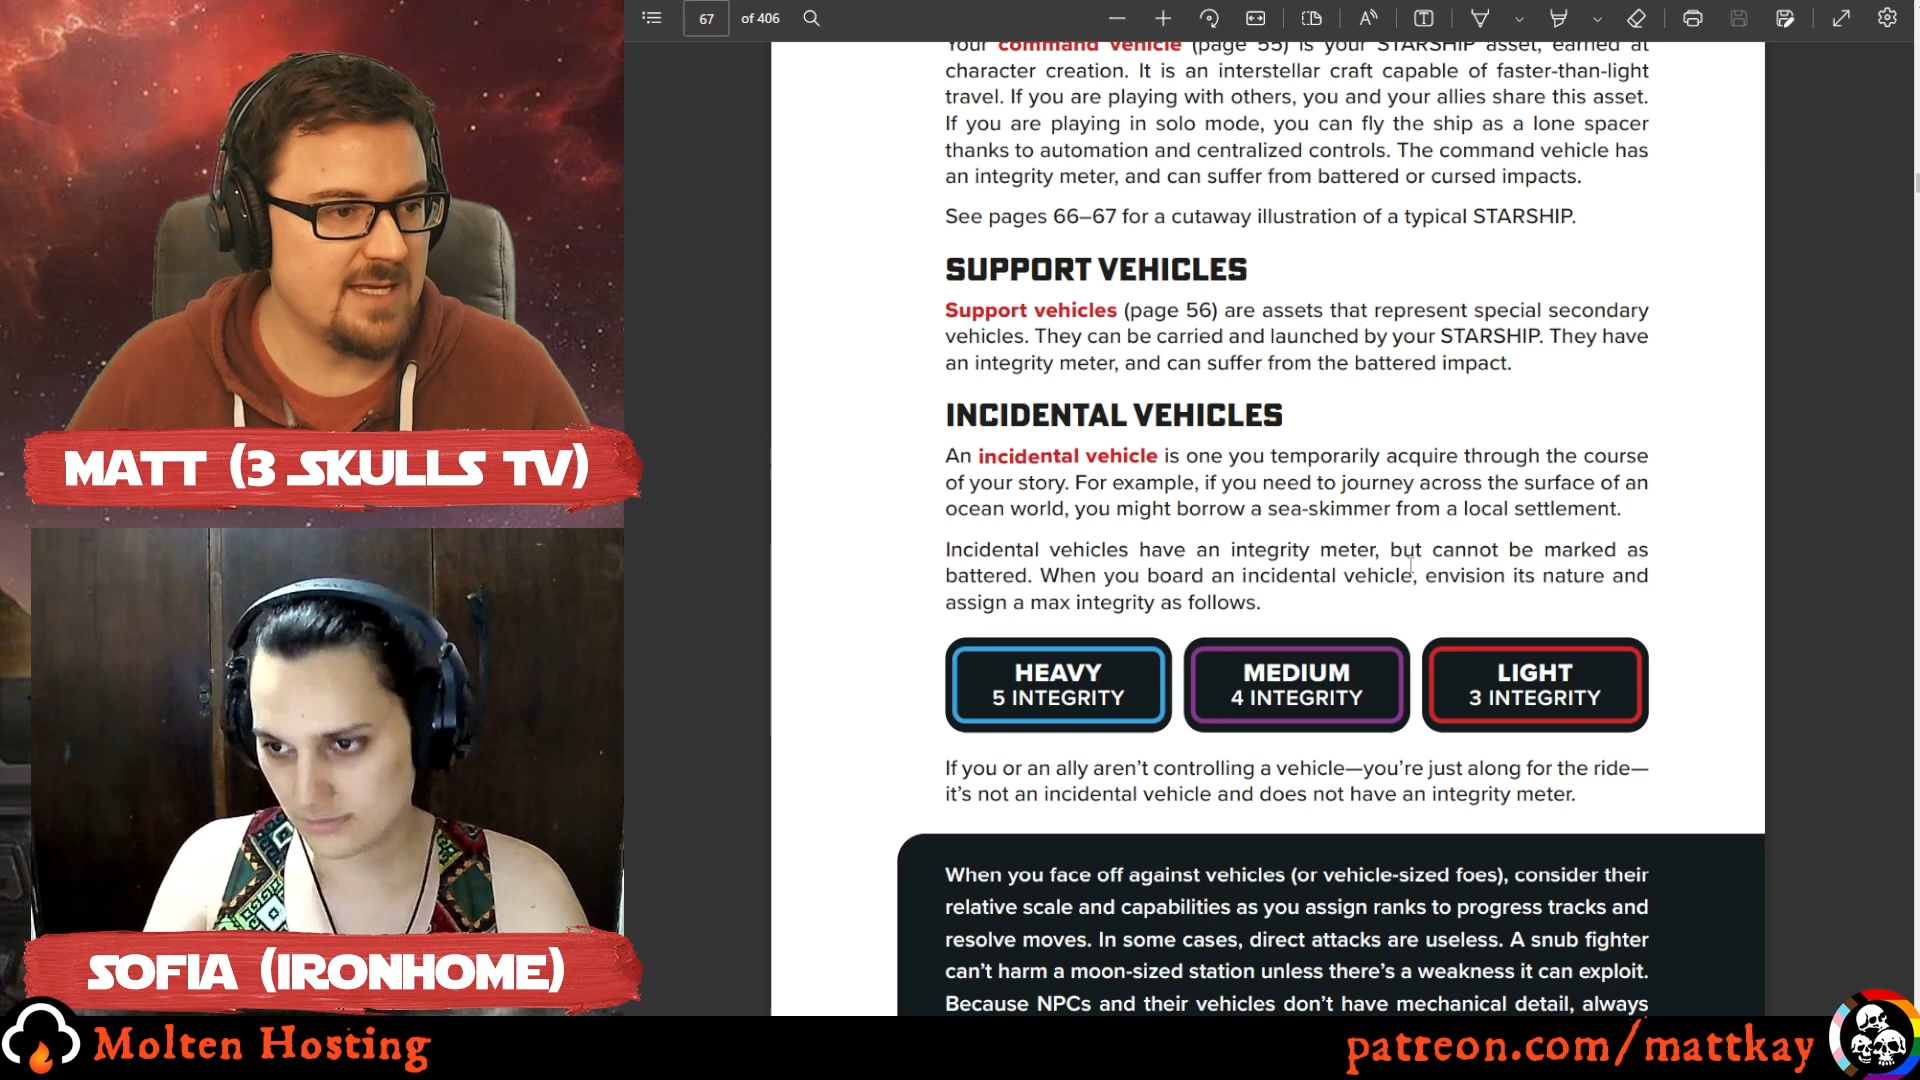 67 of 406
Your command vehicle (page 55) is your STARSHIP asset, earned at
character creation. It is an interstellar craft capable of faster-than-light
travel. If you are playing with others, you and your allies share this asset.
If you are playing in solo mode, you can fly the ship as a lone spacer
thanks to automation and centralized controls. The command vehicle has
an integrity meter, and can suffer from battered or cursed impacts.
See pages 66–67 for a cutaway illustration of a typical STARSHIP.
SUPPORT VEHICLES
Support vehicles (page 56) are assets that represent special secondary
vehicles. They can be carried and launched by your STARSHIP. They have
an integrity meter, and can suffer from the battered impact.
INCIDENTAL VEHICLES
An incidental vehicle is one you temporarily acquire through the course
of your story. For example, if you need to journey across the surface of an
ocean world, you might borrow a sea-skimmer from a local settlement.
Incidental vehicles have an integrity meter, but cannot be marked as
battered. When you board an incidental vehicle, envision its nature and
assign a max integrity as follows.
HEAVY
5 INTEGRITY
MEDIUM
4 INTEGRITY
LIGHT
3 INTEGRITY
If you or an ally aren't controlling a vehicle—you're just along for the ride—
it's not an incidental vehicle and does not have an integrity meter.
When you face off against vehicles (or vehicle-sized foes), consider their
relative scale and capabilities as you assign ranks to progress tracks and
resolve moves. In some cases, direct attacks are useless. A snub fighter
can't harm a moon-sized station unless there's a weakness it can exploit.
Because NPCs and their vehicles don't have mechanical detail, always
MATT (3 SKULLS TV)
SOFIA (IRONHOME)
Molten Hosting
patreon.com/mattkay